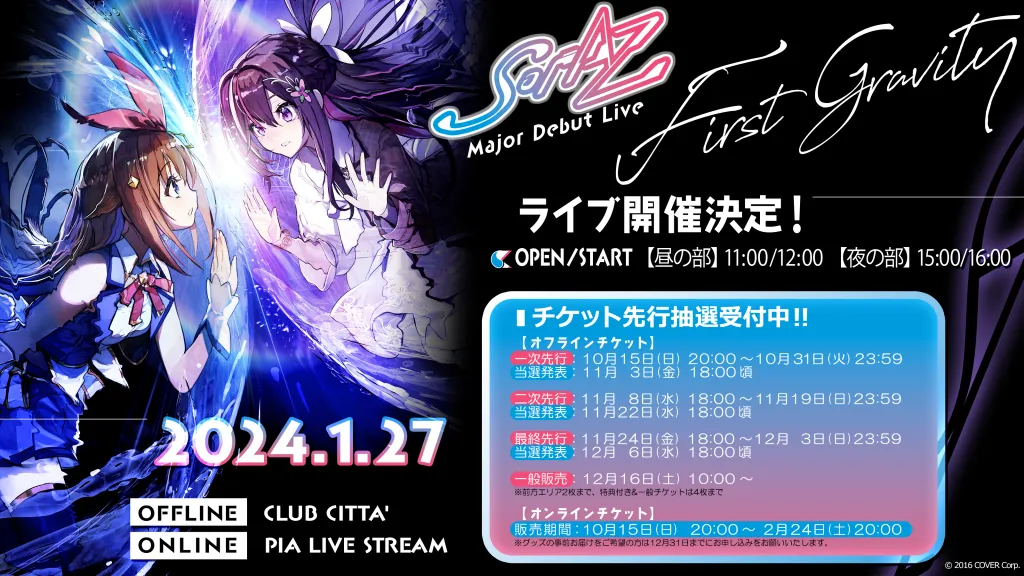 SorAZ
Major Debut Live
First Gravity
ライブ開催決定!
OPEN/START 【昼の部】11:00/12:00 【夜の部】15:00/16:00
チケット先行抽選受付中!!
【オフラインチケット】
一次先行:10月15日(日) 20:00~10月31日(火)23:59
当選発表:11月 3日(金) 18:00頃
二次先行:11月 8日(水) 18:00~11月19日(日)23:59
当選発表:11月22日(水) 18:00頃
最終先行:11月24日(金) 18:00~12月 3日(日)23:59
当選発表:12月 6日(水) 18:00頃
一般販売:12月16日(土) 10:00~
※前方エリア2枚まで、特典付き&一般チケットは4枚まで
【オンラインチケット】
販売期間:10月15日(日) 20:00~ 2月24日(土)20:00
※グッズの事前お届けをご希望の方は12月31日までにお申し込みをお願いいたします。
2024.1.27
OFFLINE CLUB CITTA'
ONLINE PIA LIVE STREAM
© 2016 COVER Corp.